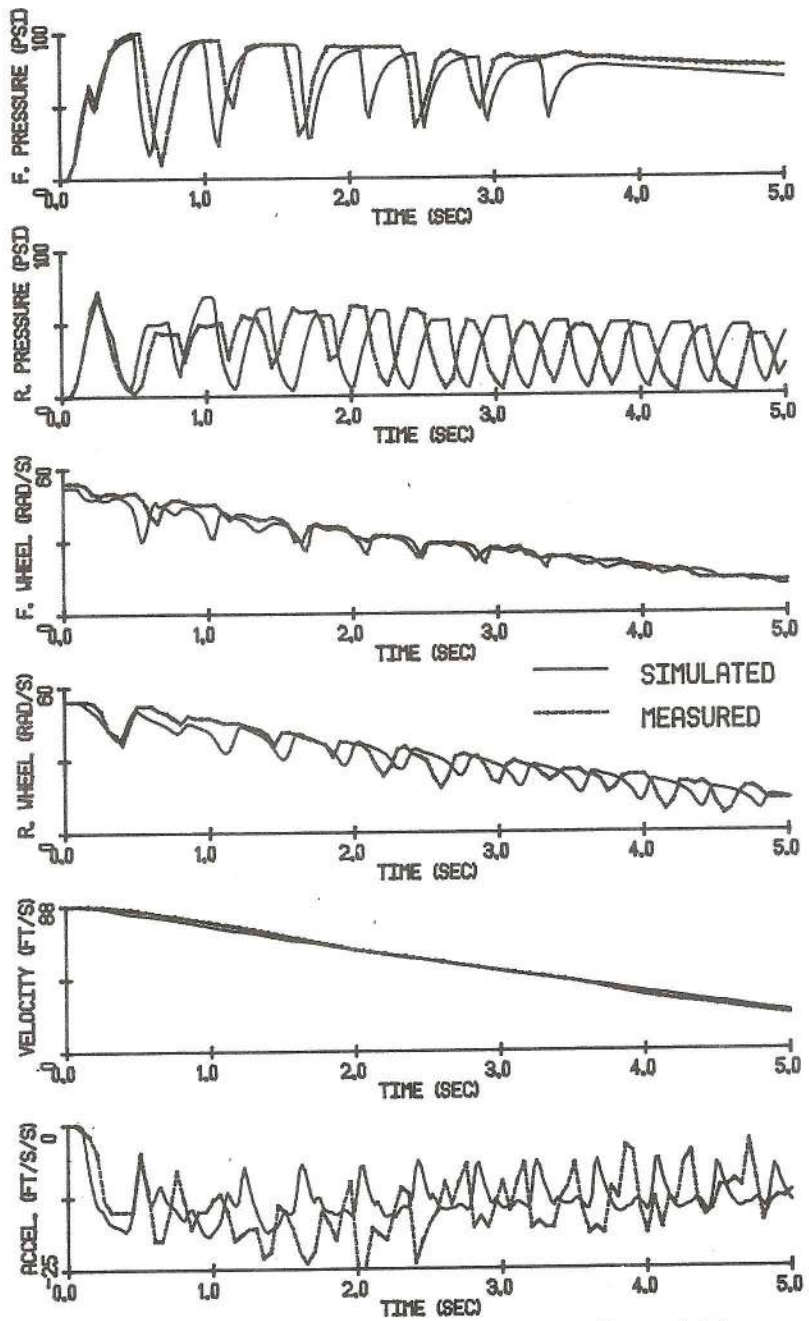 F. PRESSURE (PSI)
100
0
0.0 1.0 2.0 3.0 4.0 5.0
TIME (SEC)
R. PRESSURE (PSI)
100
0
0.0 1.0 2.0 3.0 4.0 5.0
TIME (SEC)
F. WHEEL (RAD/S)
60
0
0.0 1.0 2.0 3.0 4.0 5.0
TIME (SEC)
SIMULATED
MEASURED
R. WHEEL (RAD/S)
60
0
0.0 1.0 2.0 3.0 4.0 5.0
TIME (SEC)
VELOCITY (FT/S)
88
0
0.0 1.0 2.0 3.0 4.0 5.0
TIME (SEC)
ACCEL. (FT/S/S)
0
-25
0.0 1.0 2.0 3.0 4.0 5.0
TIME (SEC)